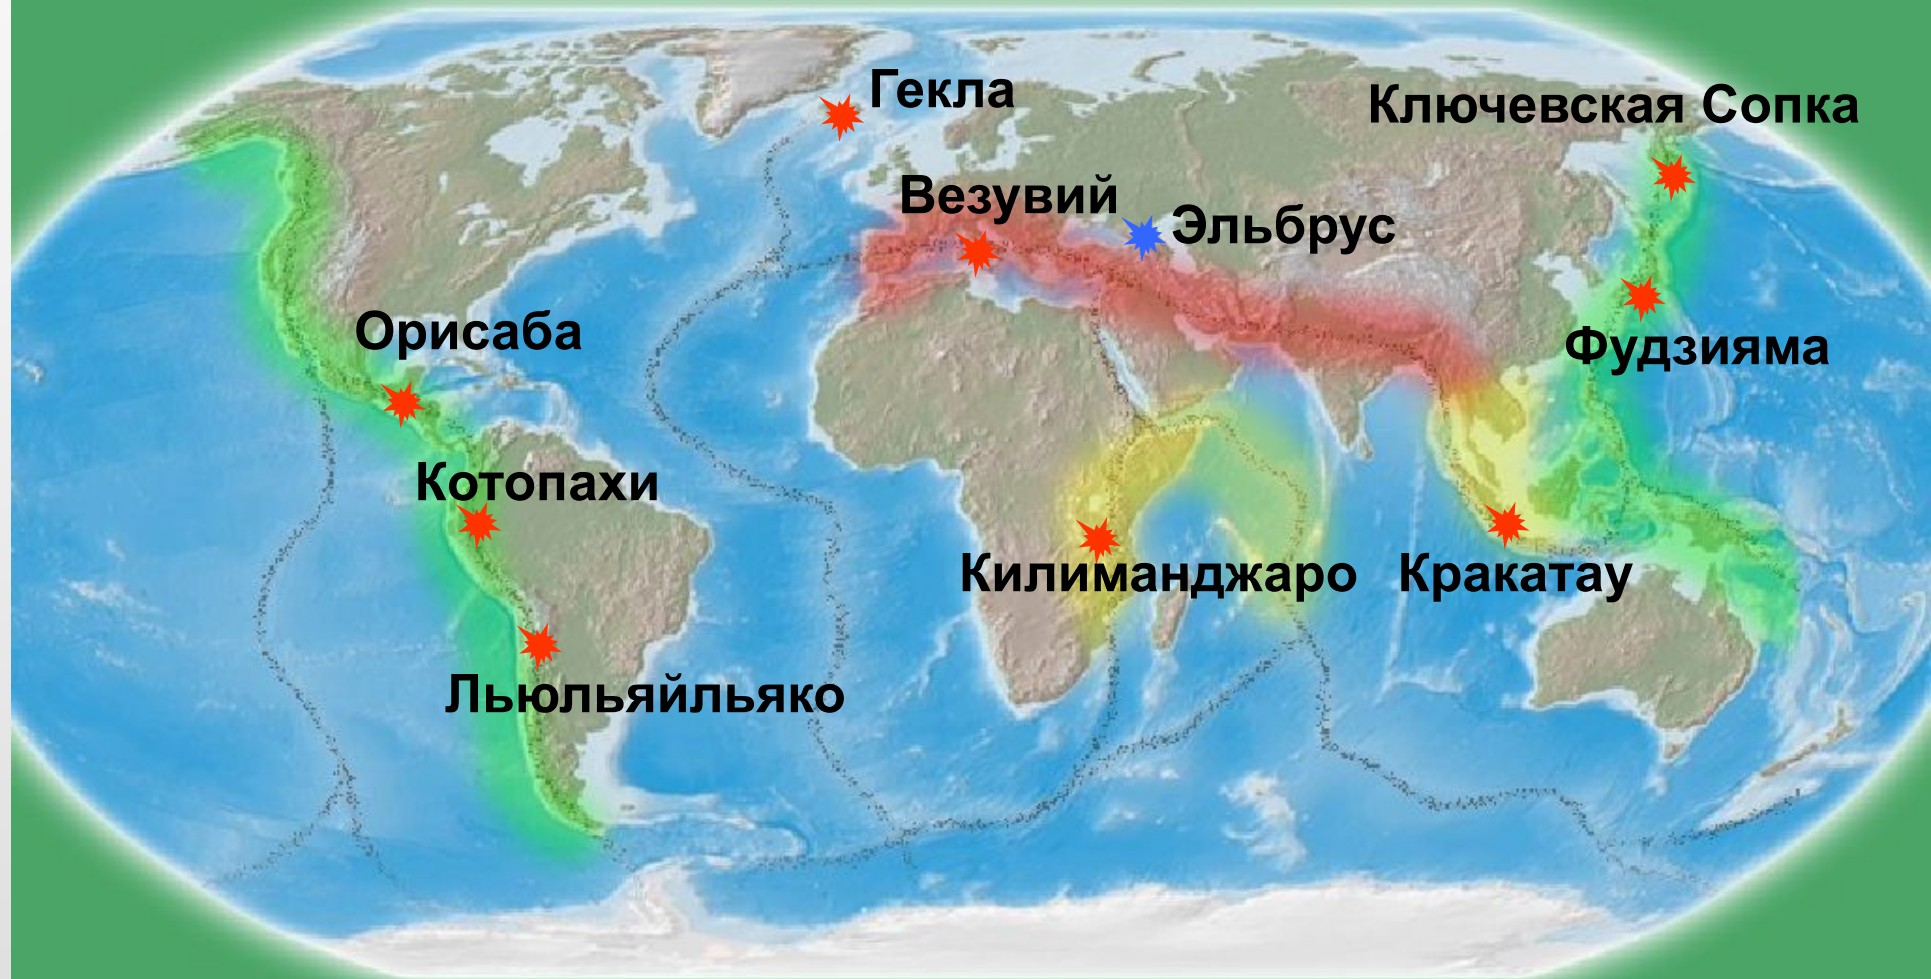 Гекла
Ключевская Сопка
Везувий
Эльбрус
Орисаба
Фудзияма
Котопахи
Килиманджаро
Кракатау
Льюльяйльяко